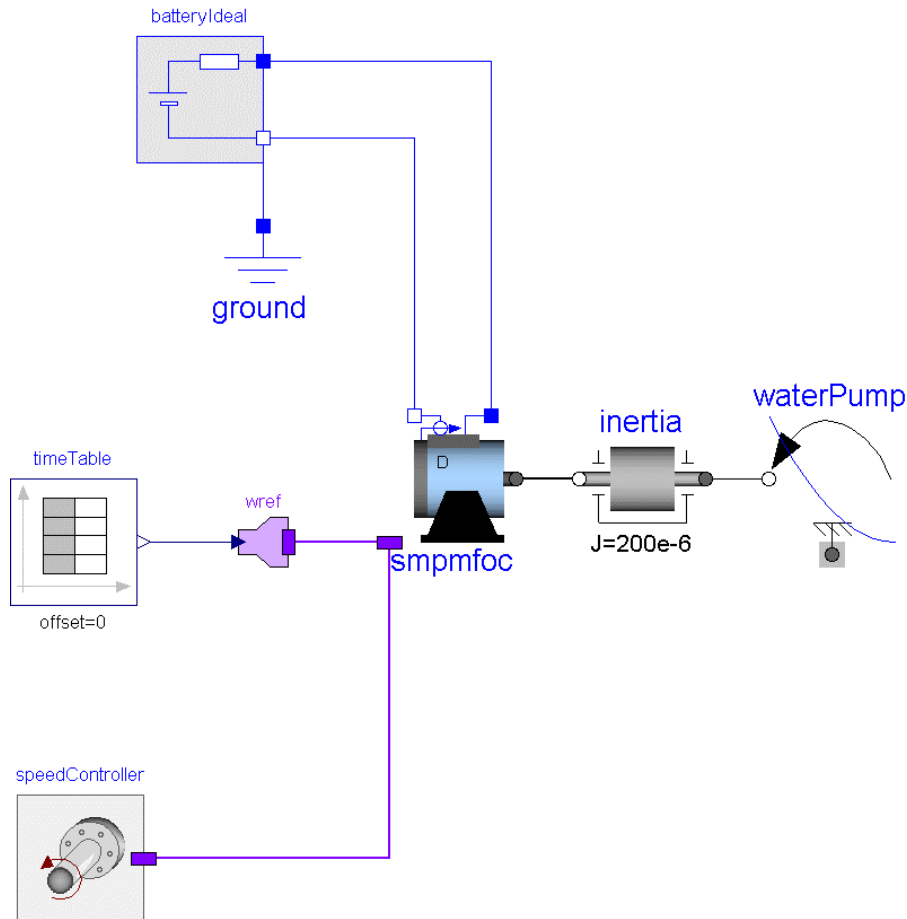 batteryIdeal
ground
waterPump
inertia
timeTable
wref
D
J=200e-6
smpmfoc
offset=0
speedController